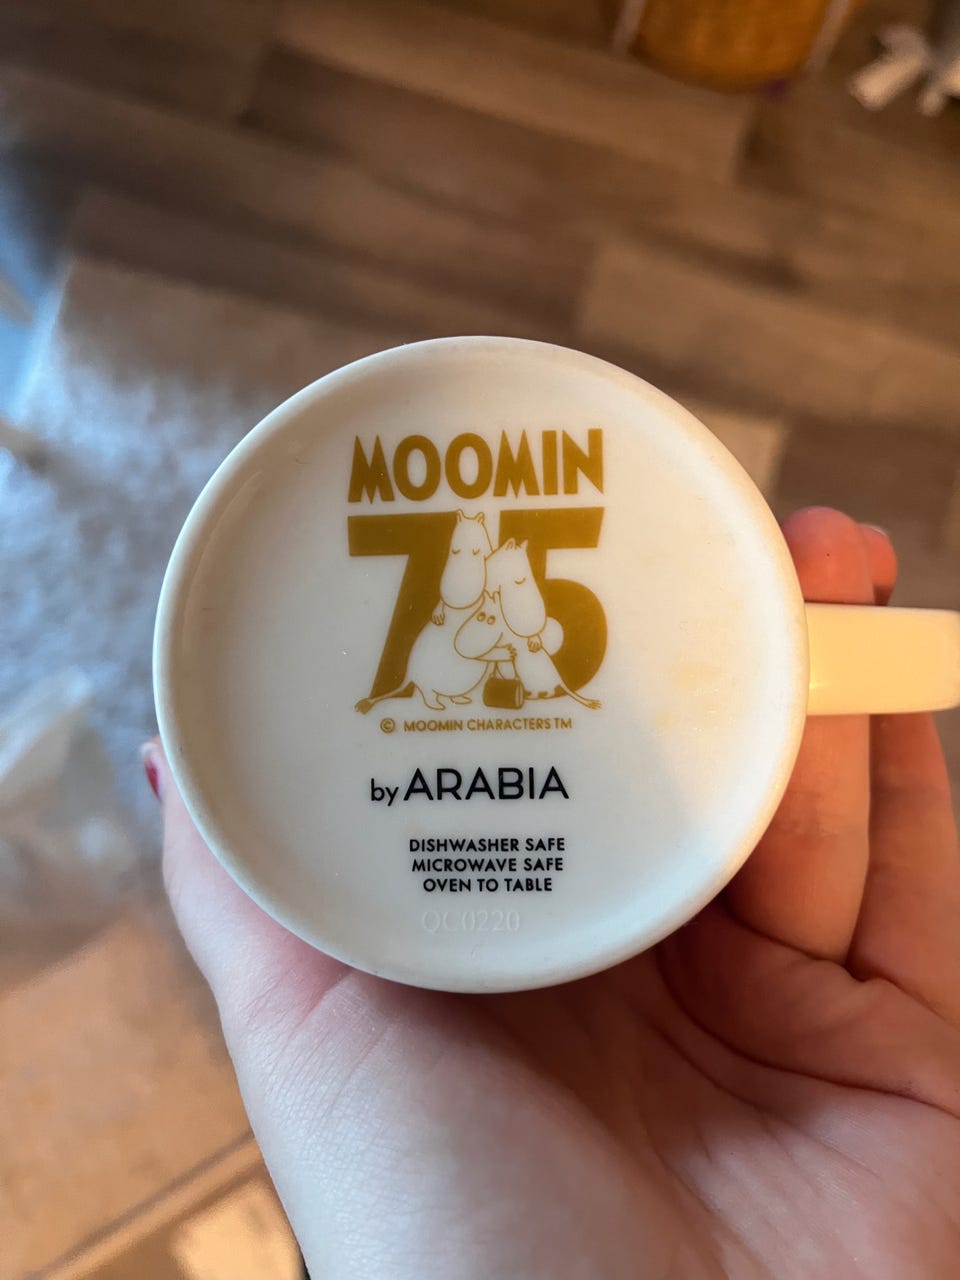 MOOMIN
75
© MOOMIN CHARACTERS TM
by ARABIA
DISHWASHER SAFE
MICROWAVE SAFE
OVEN TO TABLE
QC0220